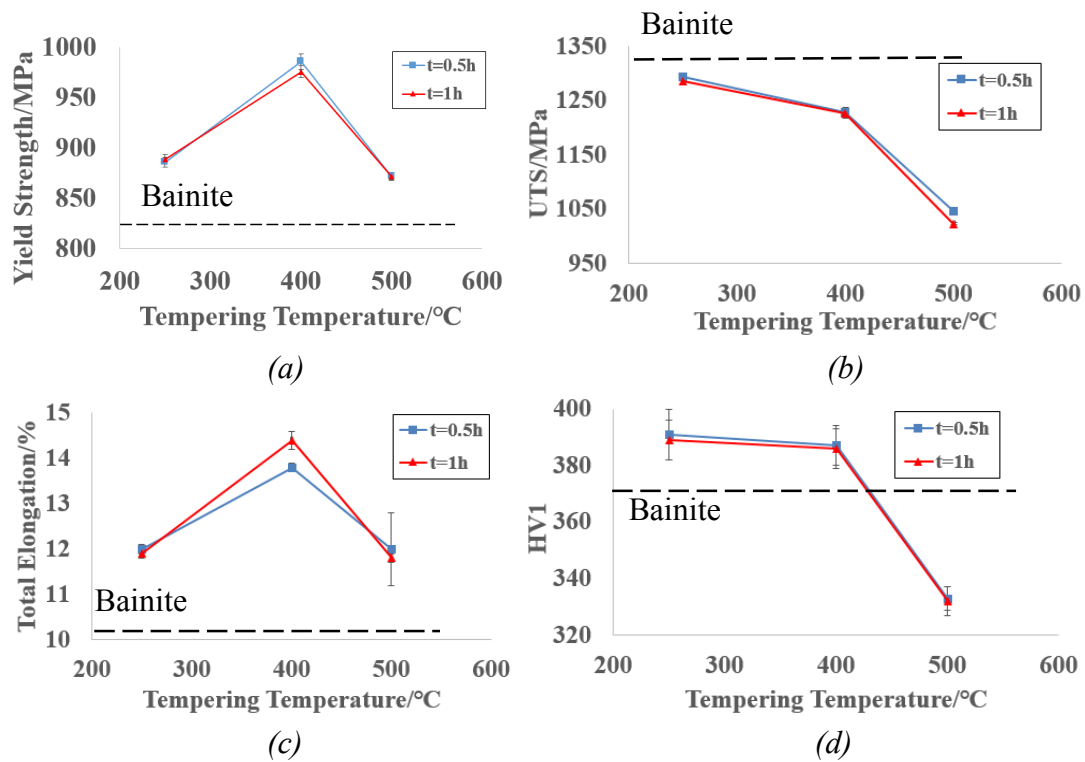 Yield Strength/MPa
1000
950
900
850
800
200 300 400 500 600
Tempering Temperature/°C
t=0.5h
t=1h
Bainite
(a)
UTS/MPa
1350
1250
1150
1050
950
200 300 400 500 600
Tempering Temperature/°C
Bainite
t=0.5h
t=1h
(b)
Total Elongation/%
15
14
13
12
11
10
200 300 400 500 600
Tempering Temperature/°C
t=0.5h
t=1h
Bainite
(c)
HV1
400
380
360
340
320
200 300 400 500 600
Tempering Temperature/°C
t=0.5h
t=1h
Bainite
(d)